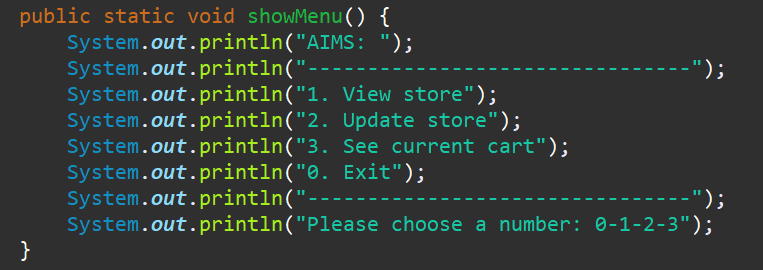 public static void showMenu() {
    System.out.println("AIMS: ");
    System.out.println("--------------------------------");
    System.out.println("1. View store");
    System.out.println("2. Update store");
    System.out.println("3. See current cart");
    System.out.println("0. Exit");
    System.out.println("--------------------------------");
    System.out.println("Please choose a number: 0-1-2-3");
}